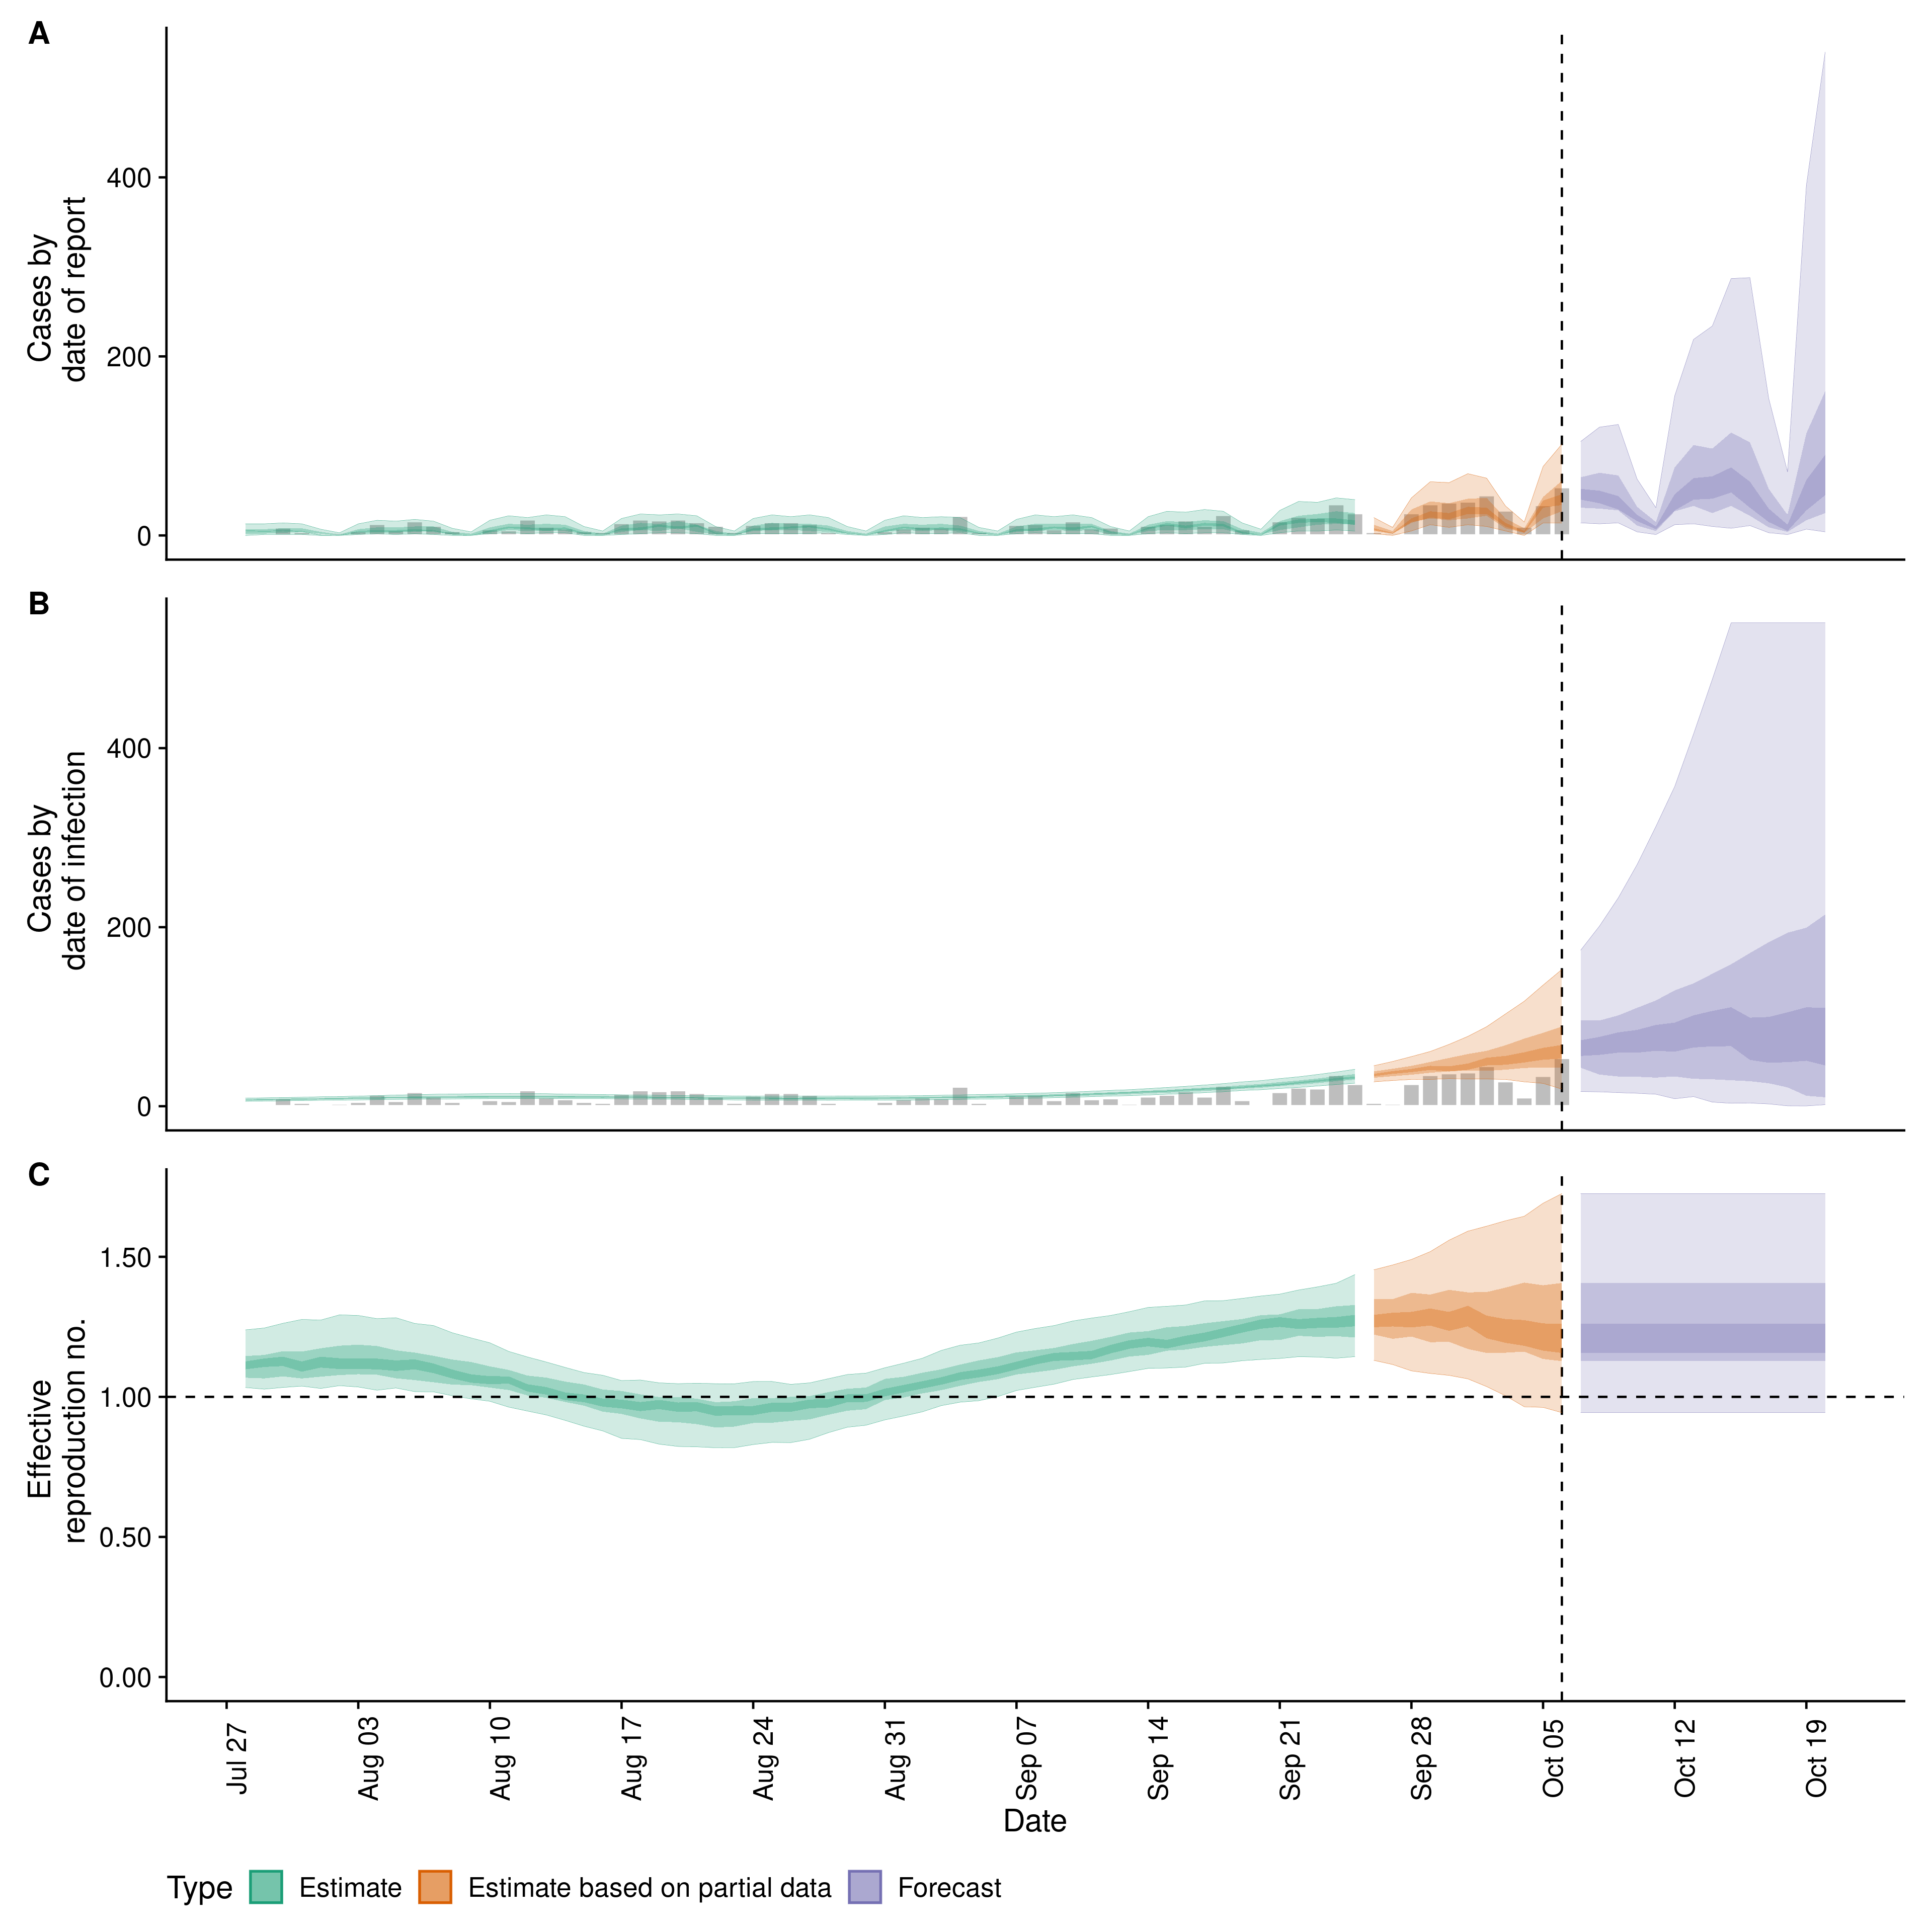 A
Cases by
date of report
400
200
0
B
Cases by
date of infection
400
200
0
C
Effective
reproduction no.
1.50
1.00
0.50
0.00
Jul 27
Aug 03
Aug 10
Aug 17
Aug 24
Aug 31
Sep 07
Sep 14
Sep 21
Sep 28
Oct 05
Oct 12
Oct 19
Date
Type Estimate Estimate based on partial data Forecast